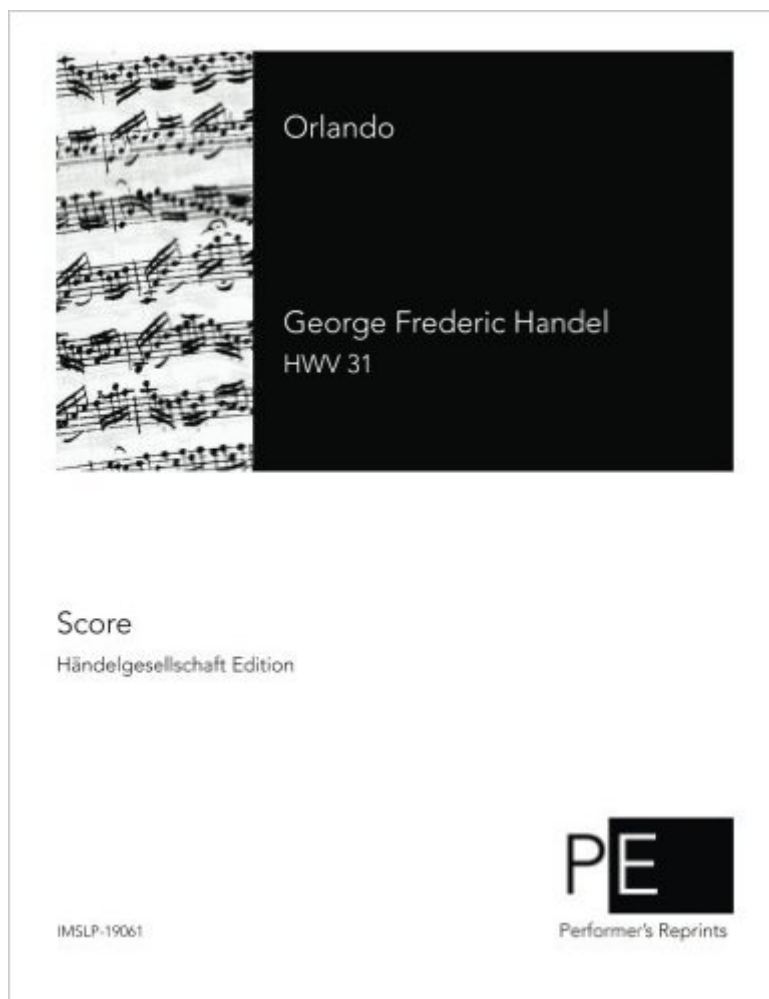 Orlando
George Frederic Handel
HWV 31
Score
Händelgesellschaft Edition
PE
IMSLP-19061
Performer's Reprints